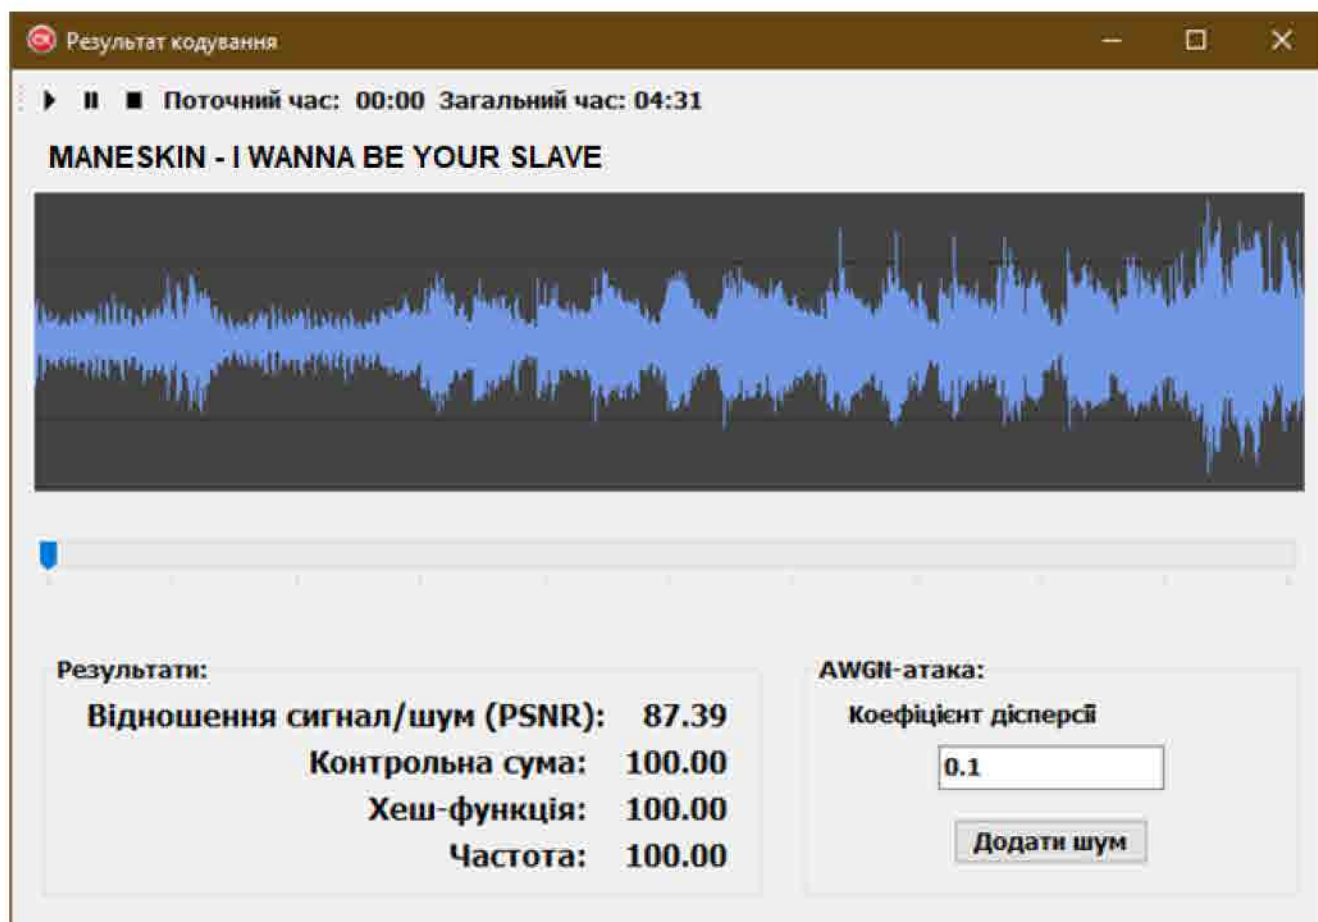 Результат кодування
Поточний час: 00:00 Загальний час: 04:31
MANESKIN - I WANNA BE YOUR SLAVE
Результати:
Відношення сигнал/шум (PSNR): 87.39
Контрольна сума: 100.00
Хеш-функція: 100.00
Частота: 100.00
AWGN-атака:
Коефіцієнт дісперсії
0.1
Додати шум